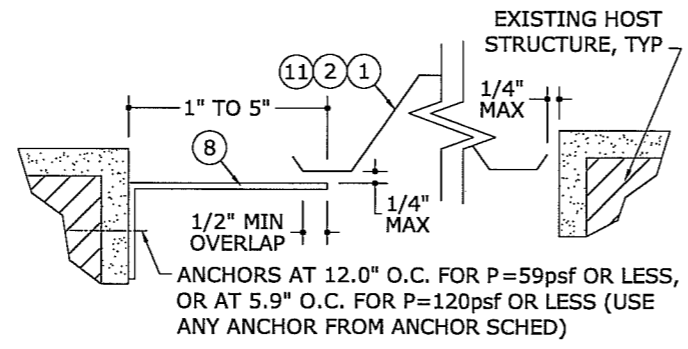 EXISTING HOST
STRUCTURE, TYP
11 2 1
1/4"
MAX
1" TO 5"
8
1/4"
MAX
1/2" MIN
OVERLAP
ANCHORS AT 12.0" O.C. FOR P=59psf OR LESS,
OR AT 5.9" O.C. FOR P=120psf OR LESS (USE
ANY ANCHOR FROM ANCHOR SCHED)